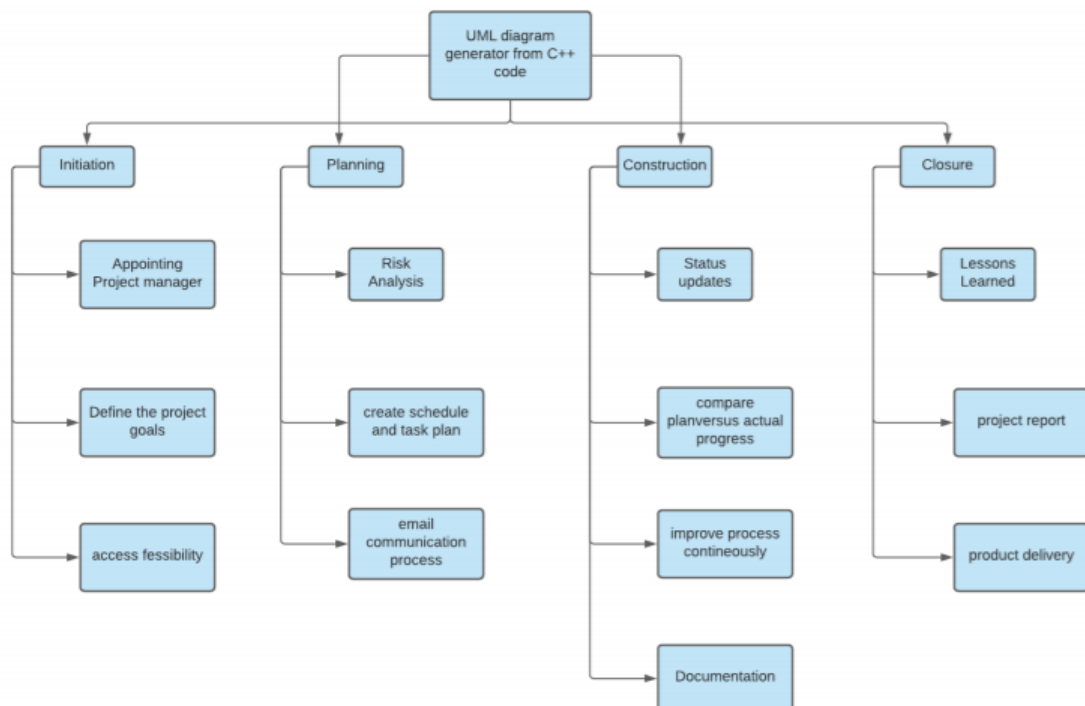 UML diagram
generator from C++
code
Initiation
Planning
Construction
Closure
Appointing
Project manager
Risk
Analysis
Status
updates
Lessons
Learned
Define the project
goals
create schedule
and task plan
compare
planversus actual
progress
project report
access fessibility
email
communication
process
improve process
contineously
product delivery
Documentation